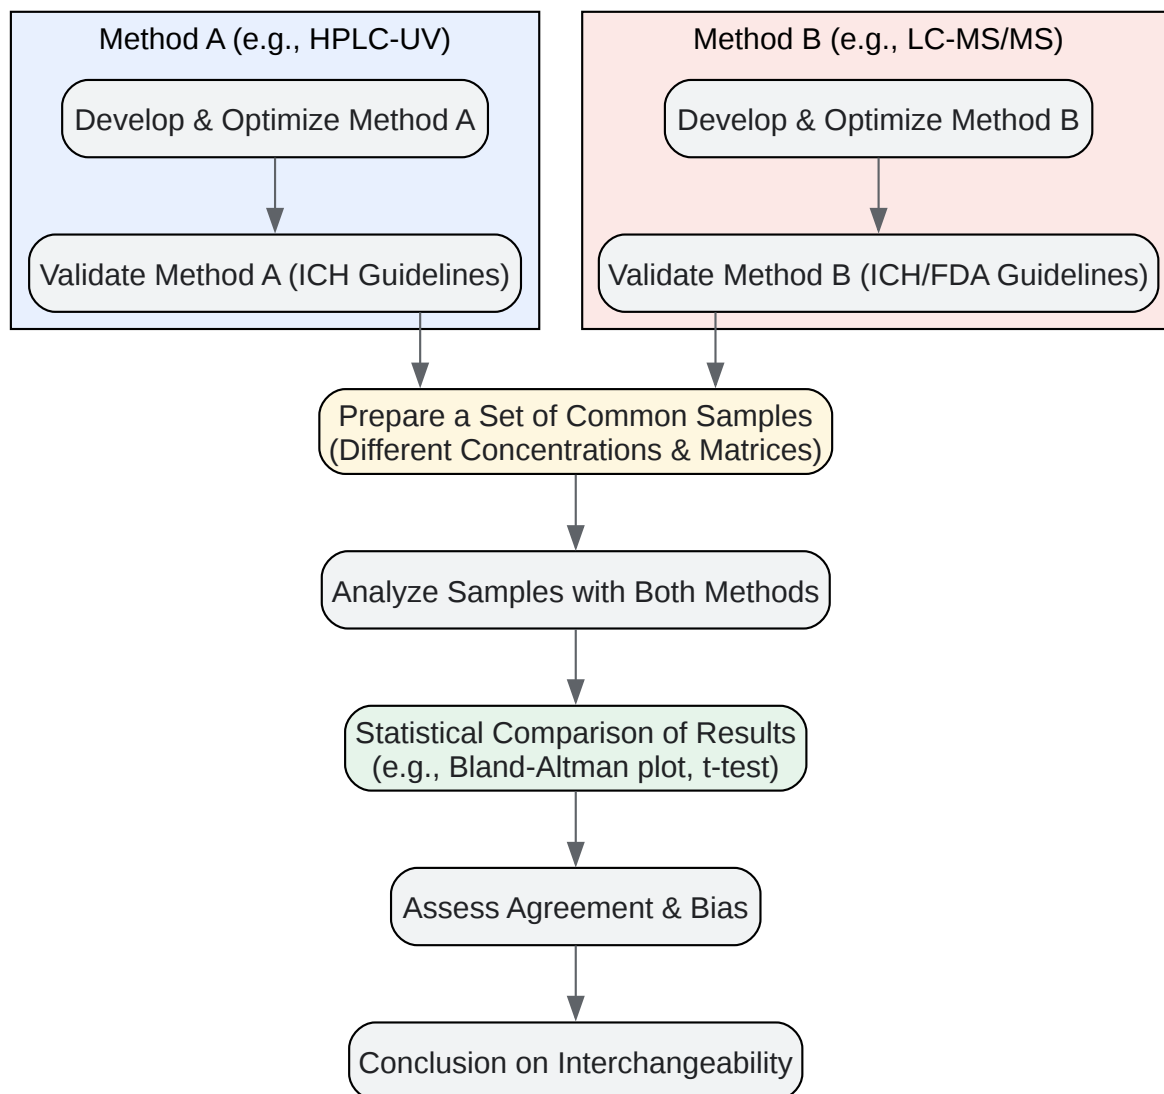 Method A (e.g., HPLC-UV)
Method B (e.g., LC-MS/MS)
Develop & Optimize Method A
Develop & Optimize Method B
Validate Method A (ICH Guidelines)
Validate Method B (ICH/FDA Guidelines)
Prepare a Set of Common Samples
(Different Concentrations & Matrices)
Analyze Samples with Both Methods
Statistical Comparison of Results
(e.g., Bland-Altman plot, t-test)
Assess Agreement & Bias
Conclusion on Interchangeability